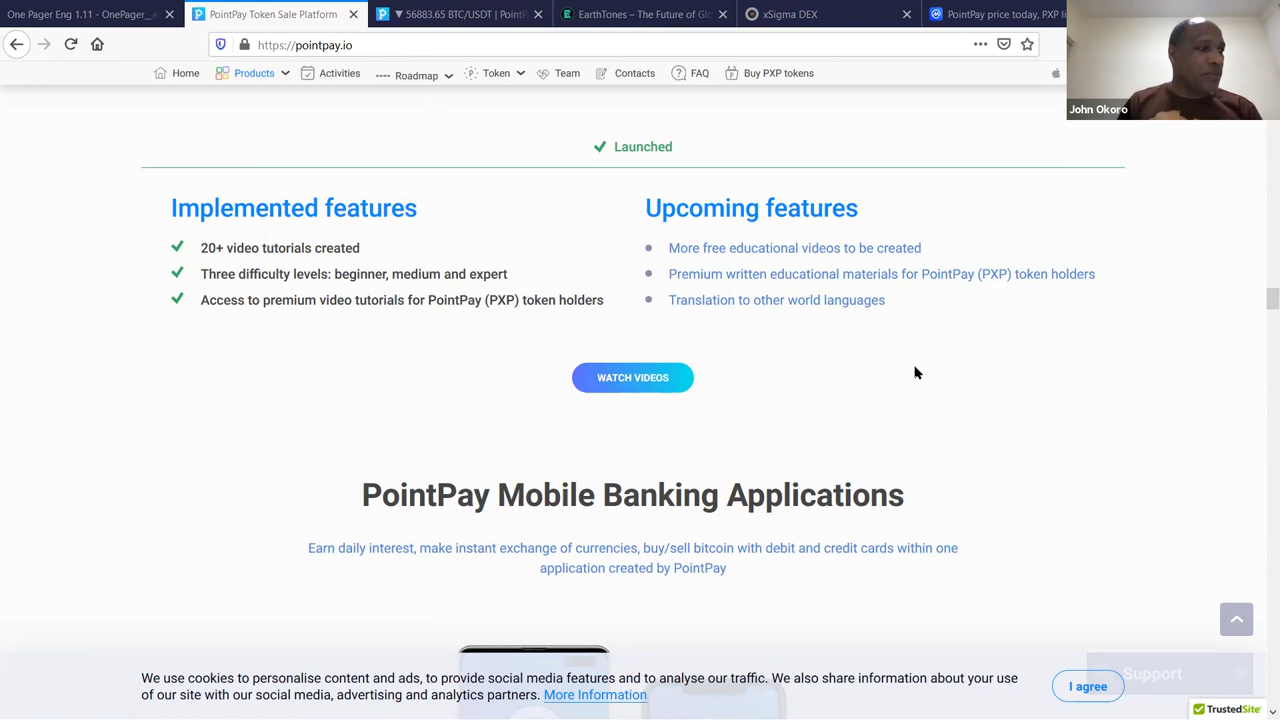 One Pager Eng 1.11 - OnePager_e
PointPay Token Sale Platform
56883.65 BTC/USDT | Point
EarthTones – The Future of Glo
xSigma DEX
PointPay price today, PXP li
https://pointpay.io
Home
Products
Activities
Roadmap
Token
Team
Contacts
FAQ
Buy PXP tokens
John Okoro
Launched
Implemented features
20+ video tutorials created
Three difficulty levels: beginner, medium and expert
Access to premium video tutorials for PointPay (PXP) token holders
Upcoming features
More free educational videos to be created
Premium written educational materials for PointPay (PXP) token holders
Translation to other world languages
WATCH VIDEOS
PointPay Mobile Banking Applications
Earn daily interest, make instant exchange of currencies, buy/sell bitcoin with debit and credit cards within one
application created by PointPay
We use cookies to personalise content and ads, to provide social media features and to analyse our traffic. We also share information about your use
of our site with our social media, advertising and analytics partners. More Information
I agree
Support
TrustedSite